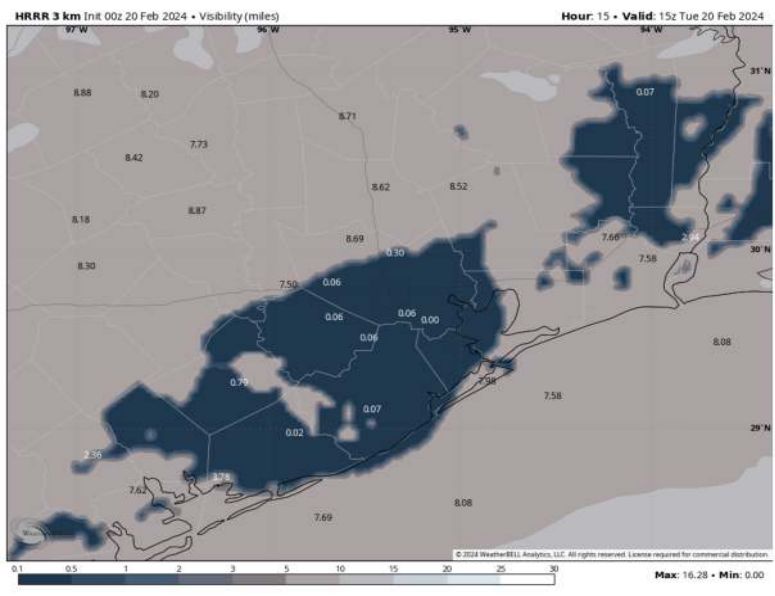 HRRR 3 km Init 00z 20 Feb 2024 • Visibility (miles)
Hour: 15 • Valid: 15z Tue 20 Feb 2024
97°W 96°W 95°W 94°W
31°N
8.88 8.20 0.07
8.71
7.73
8.42
8.62 8.52
8.87
8.18
8.69 7.66
30°N
0.30 7.58
8.30
7.50 0.06
0.06 0.06 0.00
0.06 8.08
0.79 7.98
7.58
0.07
0.02 29°N
2.36
7.62
8.08
7.69
© 2024 WeatherBELL Analytics, LLC. All rights reserved. License required for commercial distribution.
0.1 0.5 1 2 3 5 10 15 20 25 30
Max: 16.28 • Min: 0.00